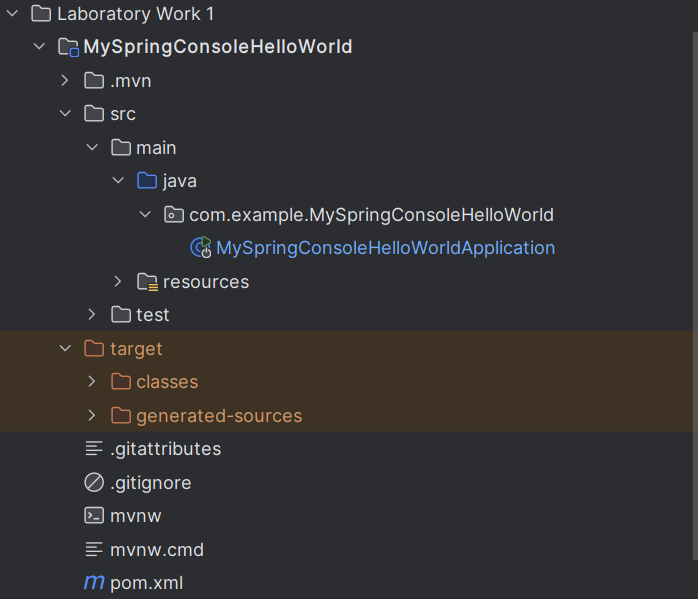 Laboratory Work 1
MySpringConsoleHelloWorld
.mvn
src
main
java
com.example.MySpringConsoleHelloWorld
MySpringConsoleHelloWorldApplication
resources
test
target
classes
generated-sources
.gitattributes
.gitignore
mvnw
mvnw.cmd
pom.xml